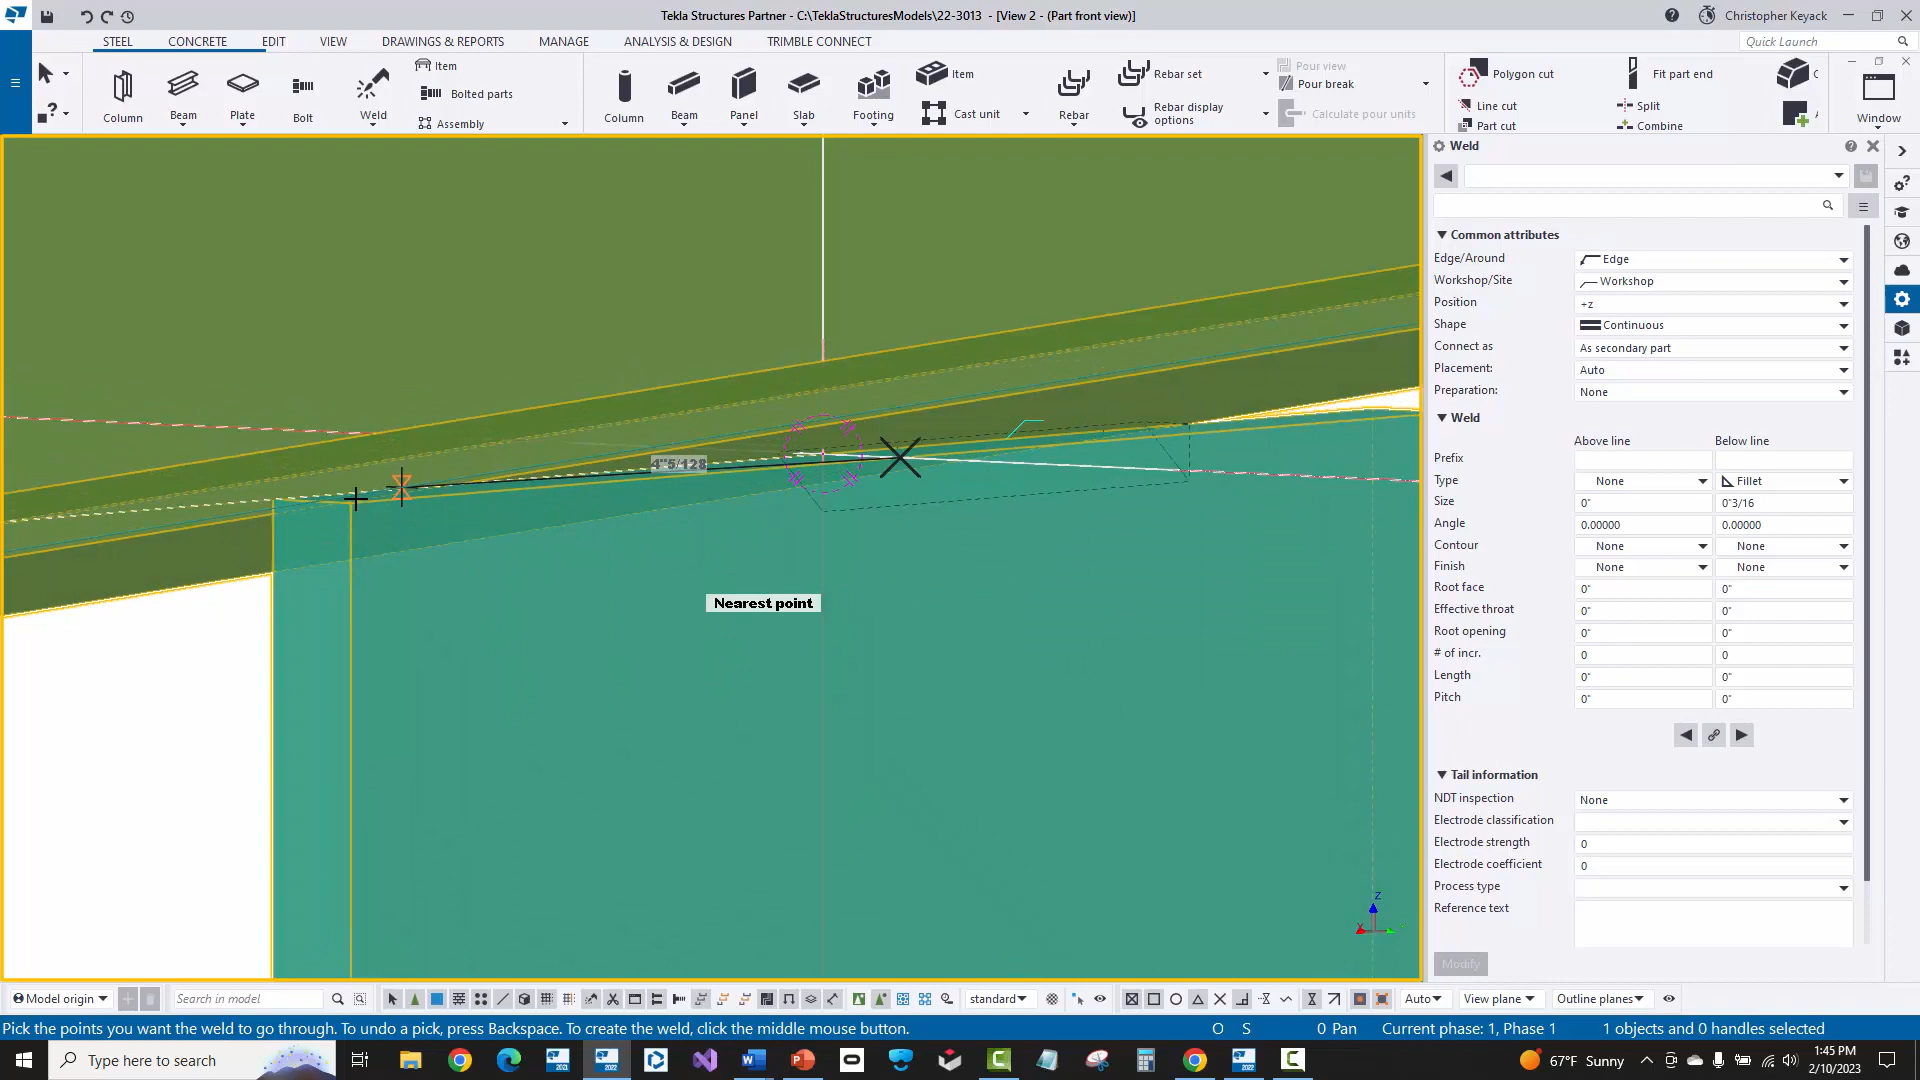 Tekla Structures Partner - C:\TeklaStructuresModels\22-3013 - [View 2 - (Part front view)]
Christopher Keyack
STEEL CONCRETE EDIT VIEW DRAWINGS & REPORTS MANAGE ANALYSIS & DESIGN TRIMBLE CONNECT
Quick Launch
Column Beam Plate Bolt Weld
Item
Bolted parts
Assembly
Column Beam Panel Slab Footing
Item
Cast unit
Rebar
Rebar set
Rebar display options
Pour view
Pour break
Calculate pour units
Polygon cut
Line cut
Part cut
Fit part end
Split
Combine
Window
Weld
Common attributes
Edge/Around Edge
Workshop/Site Workshop
Position +z
Shape Continuous
Connect as As secondary part
Placement: Auto
Preparation: None
Weld
Above line Below line
Prefix
Type None Fillet
Size 0" 0"3/16
Angle 0.00000 0.00000
Contour None None
Finish None None
Root face 0" 0"
Effective throat 0" 0"
Root opening 0" 0"
# of incr. 0 0
Length 0" 0"
Pitch 0" 0"
Tail information
NDT inspection None
Electrode classification
Electrode strength 0
Electrode coefficient 0
Process type
Reference text
Modify
4"5/128
Nearest point
Z
Model origin Search in model standard Auto View plane Outline planes
Pick the points you want the weld to go through. To undo a pick, press Backspace. To create the weld, click the middle mouse button.
O S 0 Pan Current phase: 1, Phase 1 1 objects and 0 handles selected
Type here to search
67°F Sunny
1:45 PM
2/10/2023